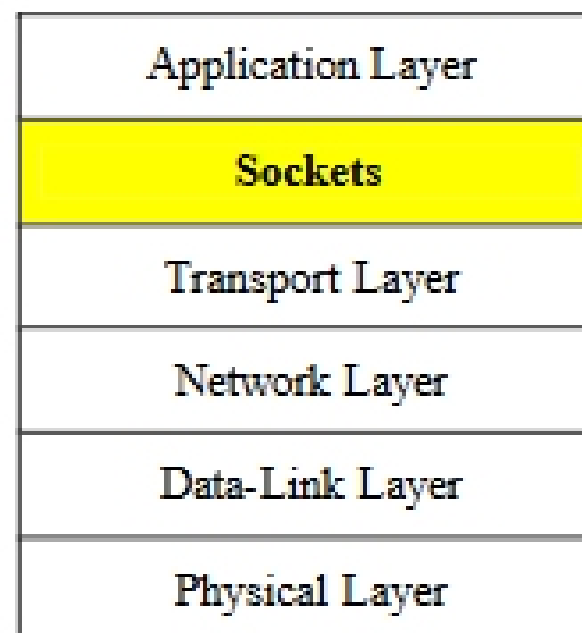 Application Layer
Sockets
Transport Layer
Network Layer
Data-Link Layer
Physical Layer